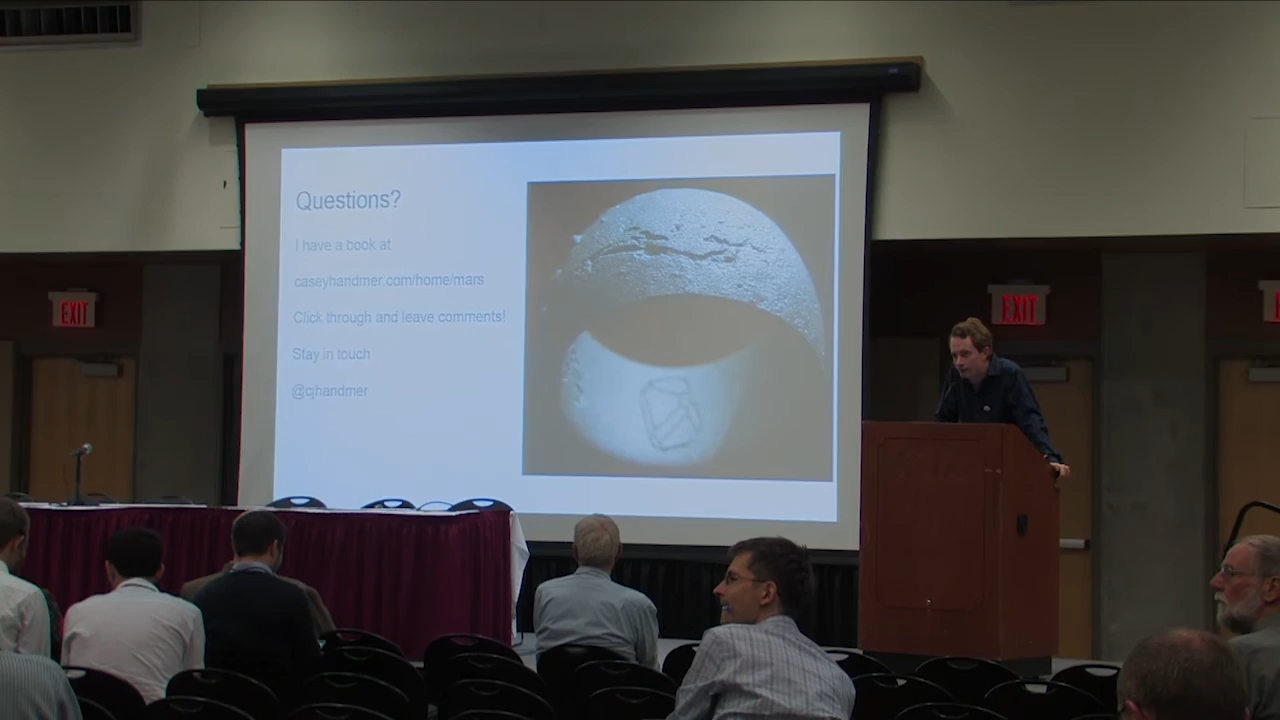 Questions?
I have a book at
caseyhandmer.com/home/mars
Click through and leave comments!
Stay in touch
@cjhandmer
EXIT
EXIT